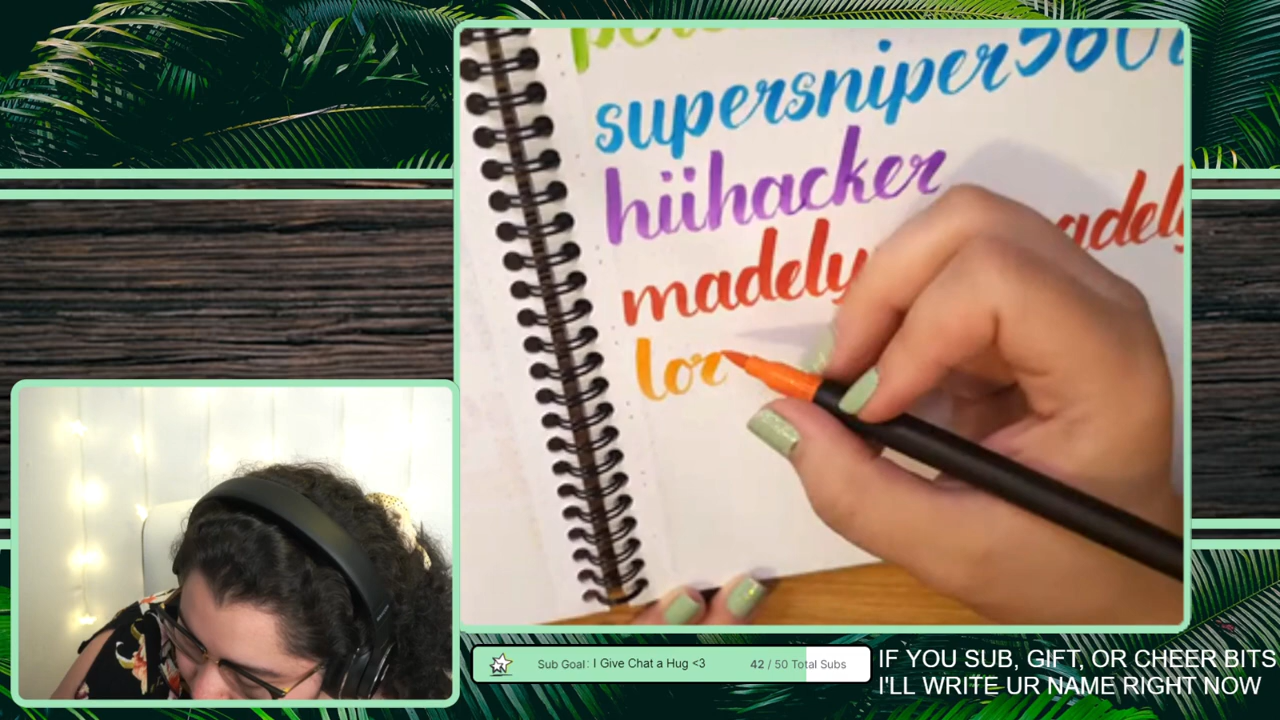 supersniper
hiihacker
madely
lor
Sub Goal: I Give Chat a Hug <3 42 / 50 Total Subs
IF YOU SUB, GIFT, OR CHEER BITS
I'LL WRITE UR NAME RIGHT NOW